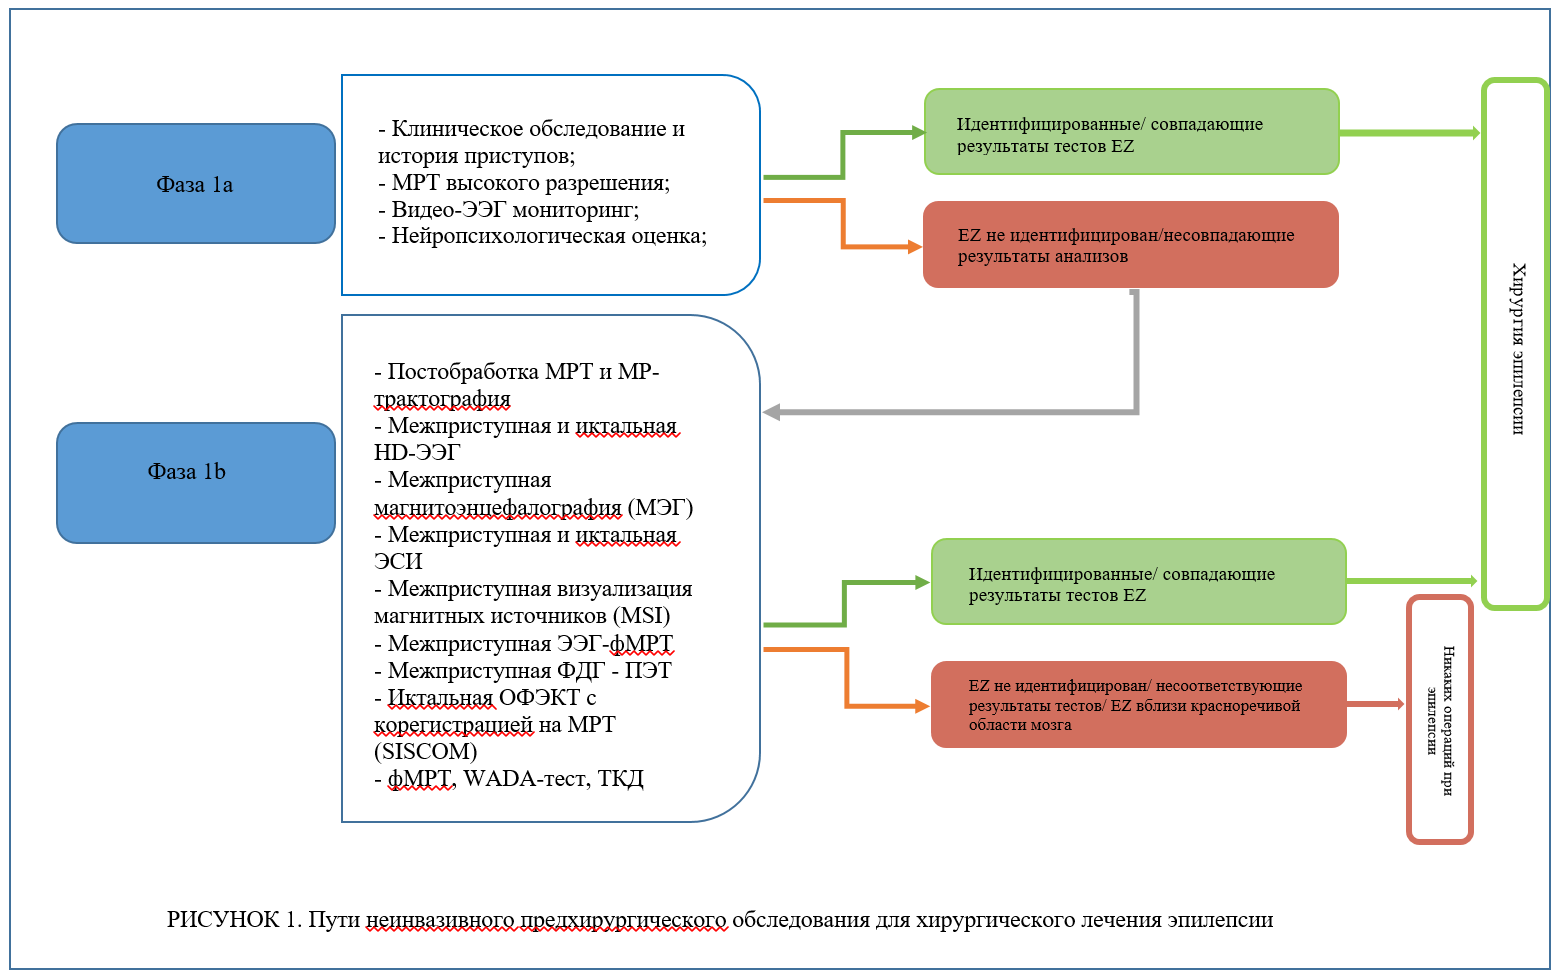 Фаза 1а
- Клиническое обследование и
история приступов;
- МРТ высокого разрешения;
- Видео-ЭЭГ мониторинг;
- Нейропсихологическая оценка;
Идентифицированные/ совпадающие
результаты тестов EZ
EZ не идентифицирован/несовпадающие
результаты анализов
Хирургия эпилепсии
Фаза 1b
- Постобработка МРТ и МР-
трактография
- Межприступная и иктальная
HD-ЭЭГ
- Межприступная
магнитоэнцефалография (МЭГ)
- Межприступная и иктальная
ЭСИ
- Межприступная визуализация
магнитных источников (MSI)
- Межприступная ЭЭГ-фМРТ
- Межприступная ФДГ - ПЭТ
- Иктальная ОФЭКТ с
корегистрацией на МРТ
(SISCOM)
- фМРТ, WADA-тест, ТКД
Идентифицированные/ совпадающие
результаты тестов EZ
EZ не идентифицирован/ несоответствующие
результаты тестов/ EZ вблизи красноречивой
области мозга
Никаких операций при
эпилепсии
РИСУНОК 1. Пути неинвазивного предхирургического обследования для хирургического лечения эпилепсии